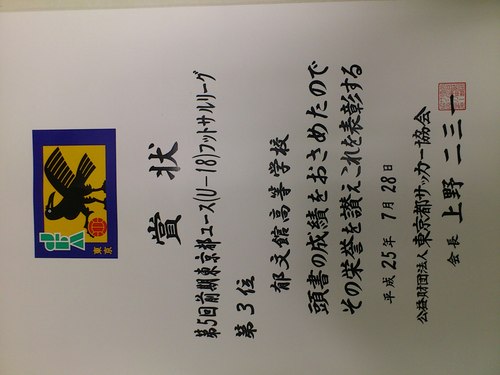 東京
賞状
第5回前期東京都ユース(U-18)フットサルリーグ
第3位
郁文館高等学校
頭書の成績をおさめたので
その栄誉を讃えこれを表彰する
平成25年7月28日
公益財団法人東京都サッカー協会
会長 上野二三一